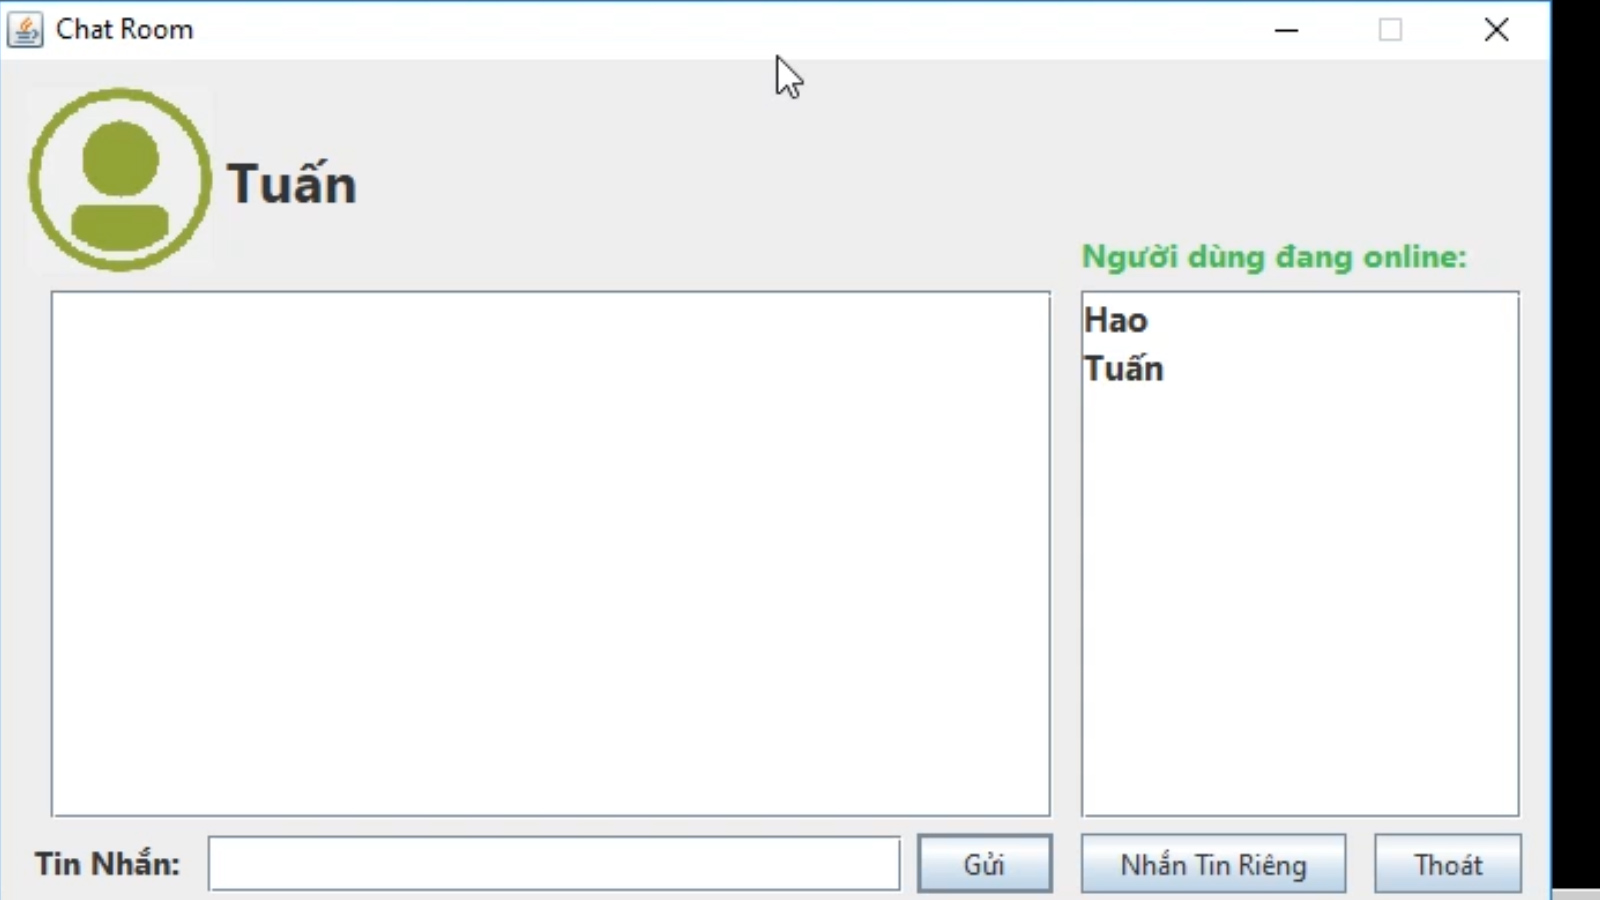 Chat Room
Tuấn
Người dùng đang online:
Hao
Tuấn
Tin Nhắn:
Gửi
Nhắn Tin Riêng
Thoát